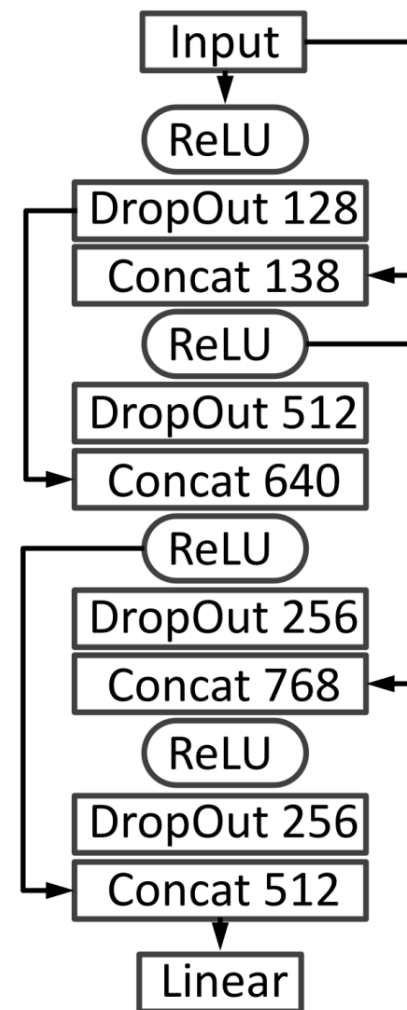 Input
ReLU
DropOut 128
Concat 138
ReLU
DropOut 512
Concat 640
ReLU
DropOut 256
Concat 768
ReLU
DropOut 256
Concat 512
Linear